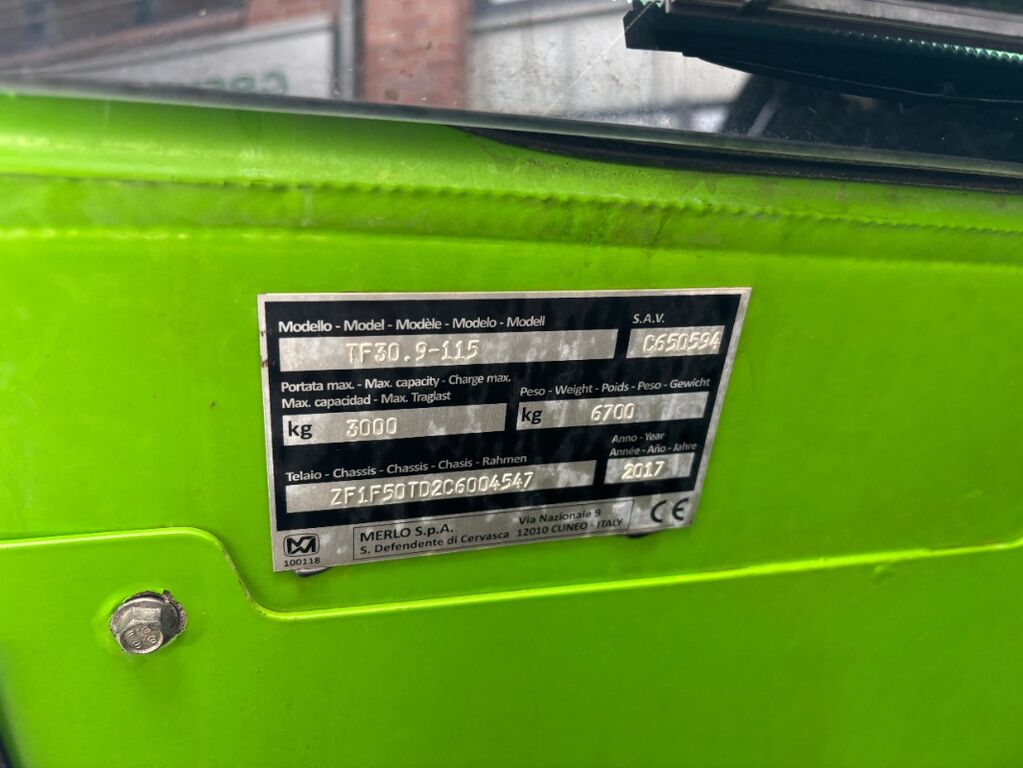 Modello - Model - Modèle - Modelo - Modell
S.A.V.
TF30.9-115
C650594
Portata max. - Max. capacity - Charge max.
Max. capacidad - Max. Traglast
Peso - Weight - Poids - Peso - Gewicht
kg 3000
kg 6700
Telaio - Chassis - Chassis - Chasis - Rahmen
Anno - Year
Année - Año - Jahre
ZF1F50TD2C6004547
2017
MERLO S.p.A.
S. Defendente di Cervasca
Via Nazionale 9
12010 CUNEO - ITALY
CE
100118